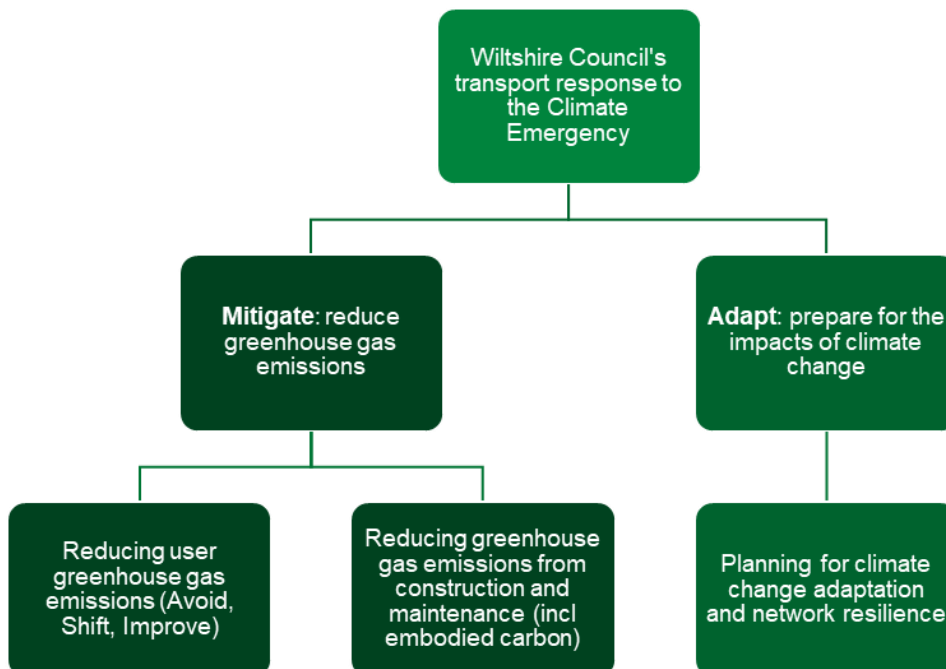 Wiltshire Council's
transport response to
the Climate
Emergency
Mitigate: reduce
greenhouse gas
emissions
Adapt: prepare for the
impacts of climate
change
Reducing user
greenhouse gas
emissions (Avoid,
Shift, Improve)
Reducing greenhouse
gas emissions from
construction and
maintenance (incl
embodied carbon)
Planning for climate
change adaptation
and network resilience